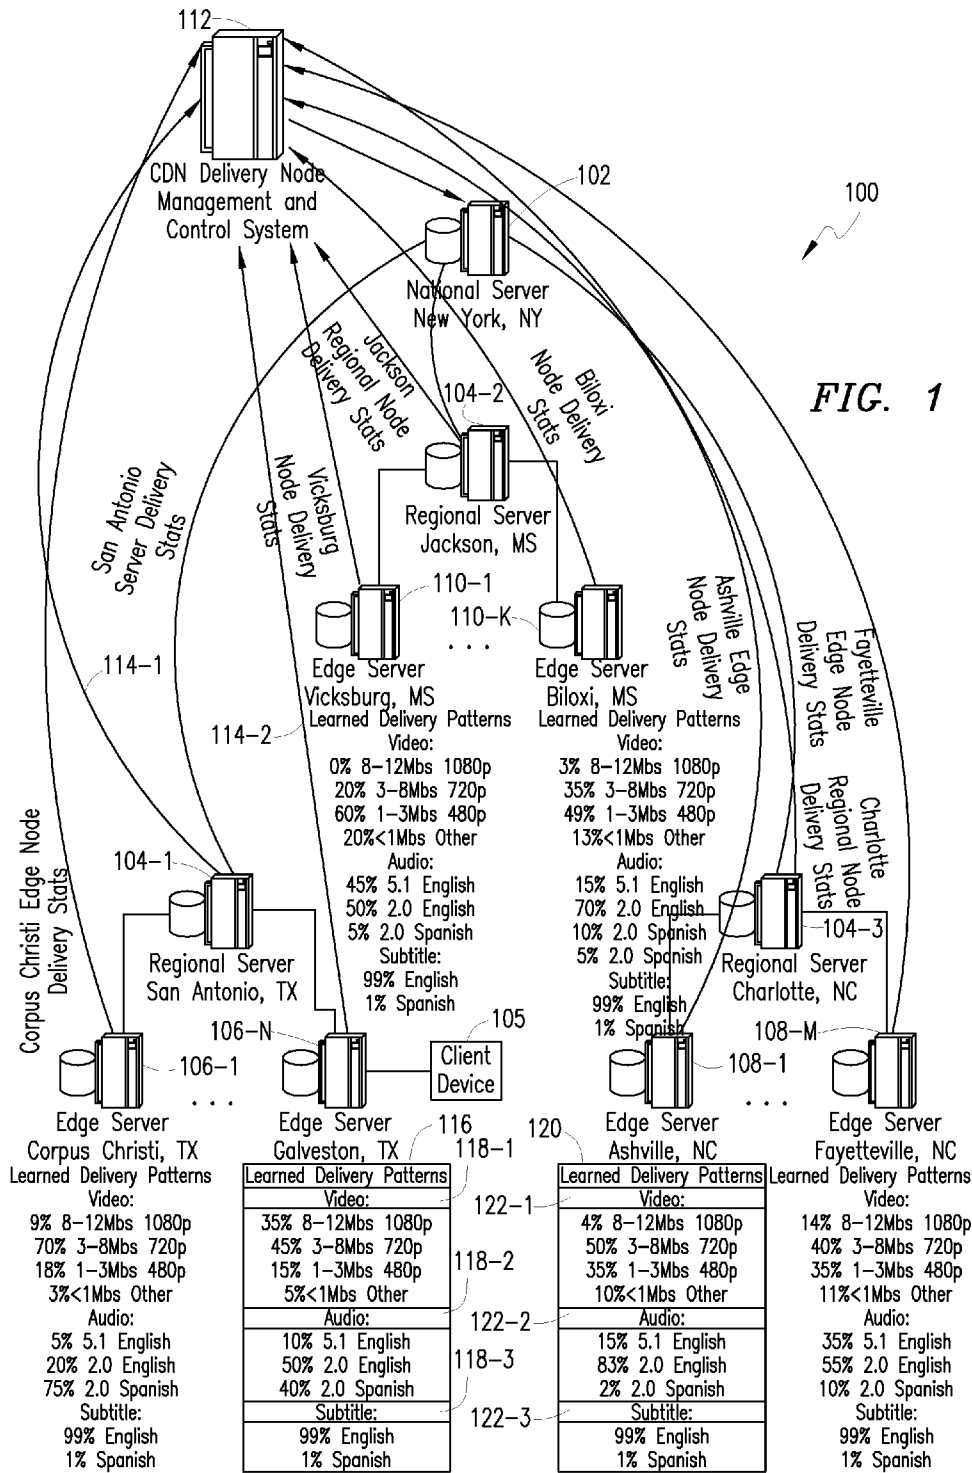 112
CDN Delivery Node
Management and
Control System
102
100
National Server
New York, NY
FIG. 1
Jackson
Regional Node
Delivery Stats
Biloxi
Node Delivery
Stats
104-2
Regional Server
Jackson, MS
San Antonio
Server Delivery
Stats
Vicksburg
Node Delivery
Stats
110-1
110-K
. . .
Edge Server
Vicksburg, MS
Learned Delivery Patterns
Video:
0% 8-12Mbs 1080p
20% 3-8Mbs 720p
60% 1-3Mbs 480p
20%<1Mbs Other
Audio:
45% 5.1 English
50% 2.0 English
5% 2.0 Spanish
Subtitle:
99% English
1% Spanish
Edge Server
Biloxi, MS
Learned Delivery Patterns
Video:
3% 8-12Mbs 1080p
35% 3-8Mbs 720p
49% 1-3Mbs 480p
13%<1Mbs Other
Audio:
15% 5.1 English
70% 2.0 English
10% 2.0 Spanish
5% 2.0 Spanish
Subtitle:
99% English
1% Spanish
Ashville Edge
Node Delivery
Stats
Fayetteville
Edge Node
Delivery Stats
Charlotte
Regional Node
Delivery Stats
114-1
114-2
Corpus Christi Edge Node
Delivery Stats
104-1
Regional Server
San Antonio, TX
104-3
Regional Server
Charlotte, NC
106-1
. . .
106-N
105
Client
Device
108-1
. . .
108-M
Edge Server
Corpus Christi, TX
Learned Delivery Patterns
Video:
9% 8-12Mbs 1080p
70% 3-8Mbs 720p
18% 1-3Mbs 480p
3%<1Mbs Other
Audio:
5% 5.1 English
20% 2.0 English
75% 2.0 Spanish
Subtitle:
99% English
1% Spanish
Edge Server
Galveston, TX
116
Learned Delivery Patterns
118-1
Video:
35% 8-12Mbs 1080p
45% 3-8Mbs 720p
15% 1-3Mbs 480p
5%<1Mbs Other
118-2
Audio:
10% 5.1 English
50% 2.0 English
40% 2.0 Spanish
118-3
Subtitle:
99% English
1% Spanish
Edge Server
Ashville, NC
120
Learned Delivery Patterns
122-1
Video:
4% 8-12Mbs 1080p
50% 3-8Mbs 720p
35% 1-3Mbs 480p
10%<1Mbs Other
122-2
Audio:
15% 5.1 English
83% 2.0 English
2% 2.0 Spanish
122-3
Subtitle:
99% English
1% Spanish
Edge Server
Fayetteville, NC
Learned Delivery Patterns
Video:
14% 8-12Mbs 1080p
40% 3-8Mbs 720p
35% 1-3Mbs 480p
11%<1Mbs Other
Audio:
35% 5.1 English
55% 2.0 English
10% 2.0 Spanish
Subtitle:
99% English
1% Spanish